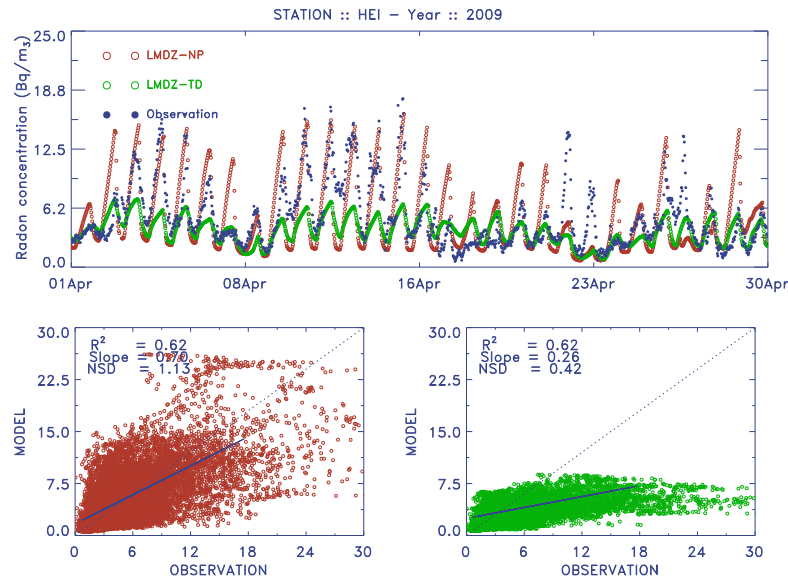 STATION :: HEI - Year :: 2009
Radon concentration (Bq/m3)
25.0
18.8
12.5
6.2
0.0
LMDZ-NP
LMDZ-TD
Observation
01Apr 08Apr 16Apr 23Apr 30Apr
MODEL
30.0
22.5
15.0
7.5
0.0
R² = 0.62
Slope = 0.70
NSD = 1.13
0 6 12 18 24 30
OBSERVATION
MODEL
30.0
22.5
15.0
7.5
0.0
R² = 0.62
Slope = 0.26
NSD = 0.42
0 6 12 18 24 30
OBSERVATION